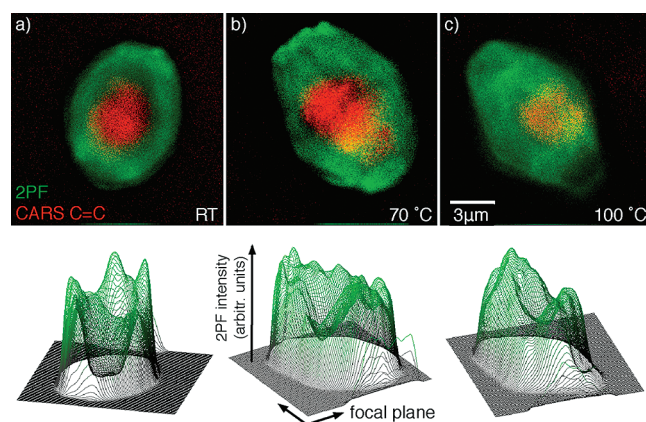 a)
b)
c)
2PF
CARS C=C
RT
70 ˚C
3µm
100 ˚C
2PF intensity
(arbitr. units)
focal plane